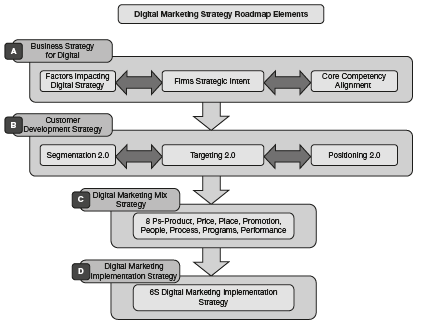 Digital Marketing Strategy Roadmap Elements
A
Business Strategy
for Digital
Factors Impacting
Digital Strategy
Firms Strategic Intent
Core Competency
Alignment
B
Customer
Development Strategy
Segmentation 2.0
Targeting 2.0
Positioning 2.0
C
Digital Marketing Mix
Strategy
8 Ps-Product, Price, Place, Promotion,
People, Process, Programs, Performance
D
Digital Marketing
Implementation Strategy
6S Digital Marketing Implementation
Strategy